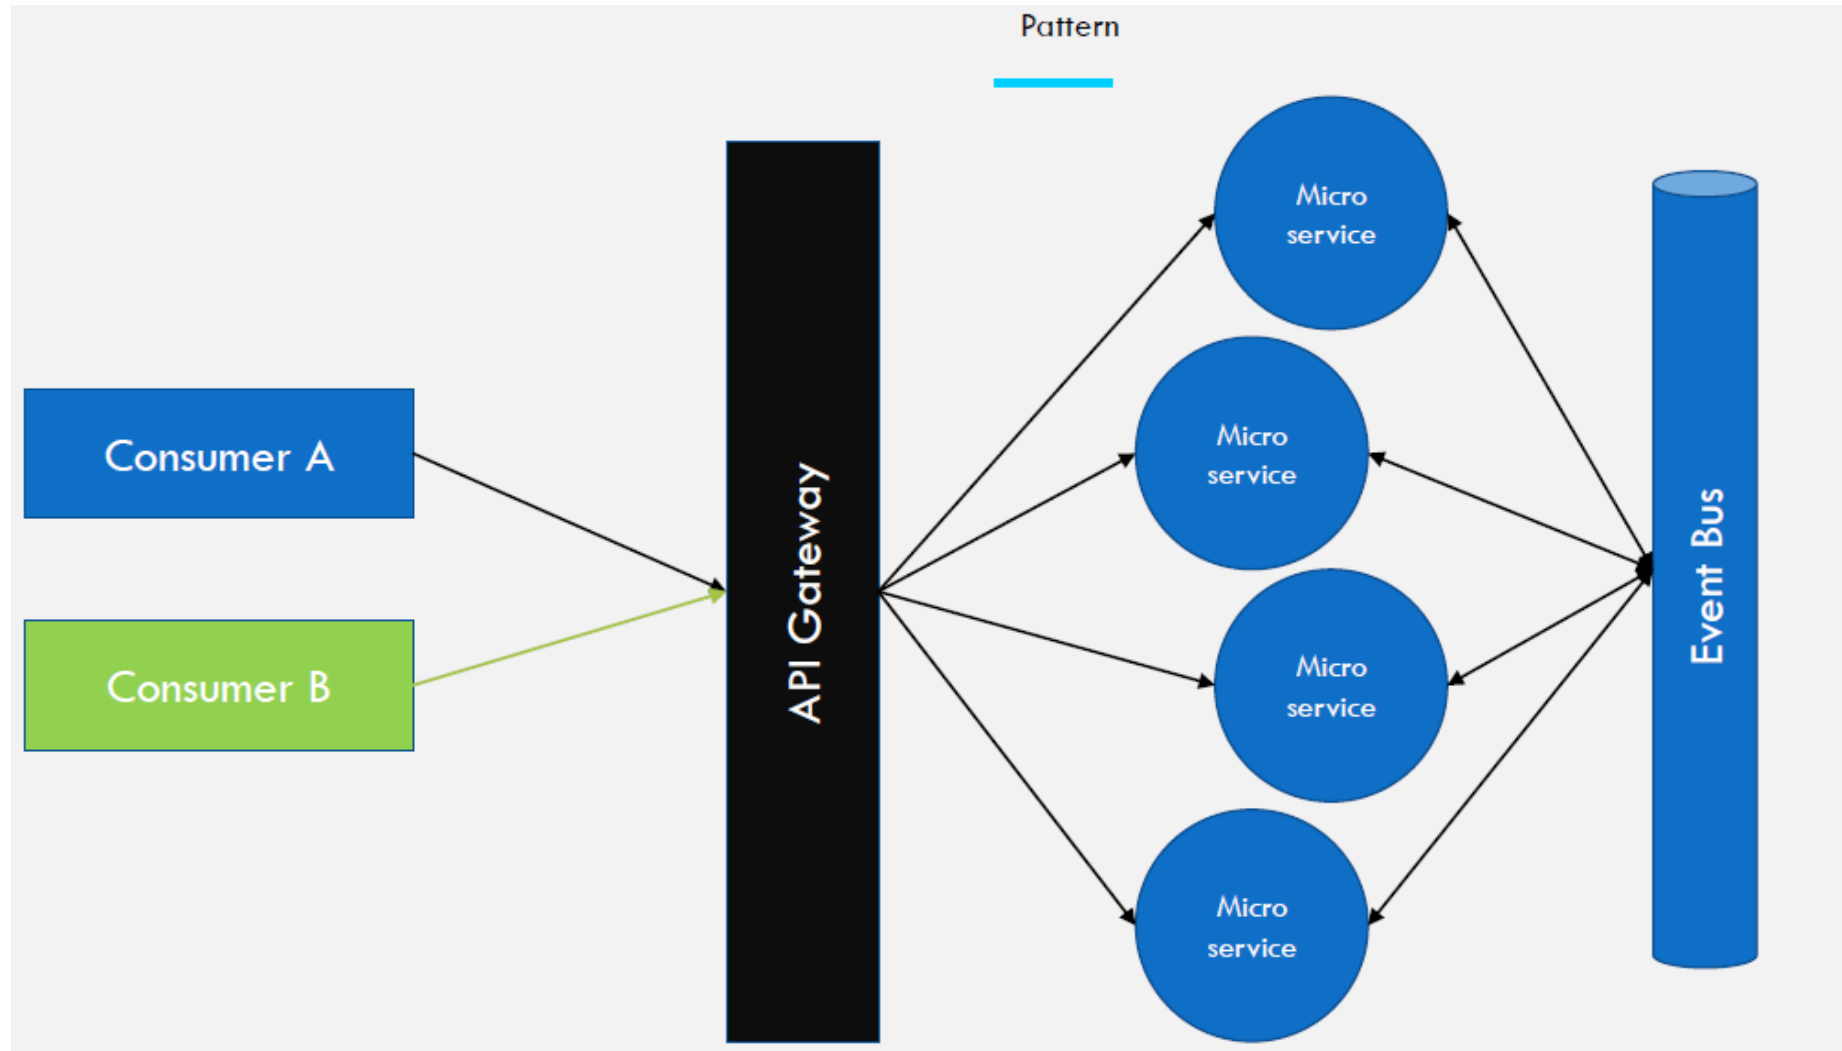 Pattern
Consumer A
Consumer B
API Gateway
Micro
service
Micro
service
Micro
service
Micro
service
Event Bus